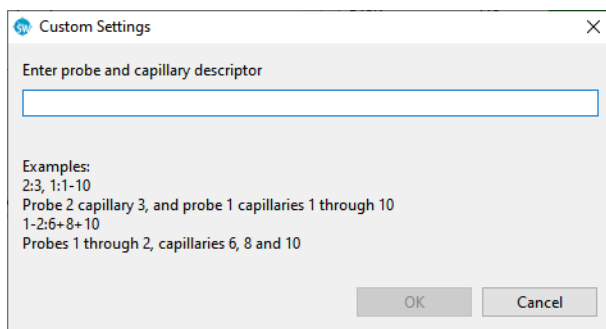 SW Custom Settings
Enter probe and capillary descriptor
Examples:
2:3, 1:1-10
Probe 2 capillary 3, and probe 1 capillaries 1 through 10
1-2:6+8+10
Probes 1 through 2, capillaries 6, 8 and 10
OK Cancel